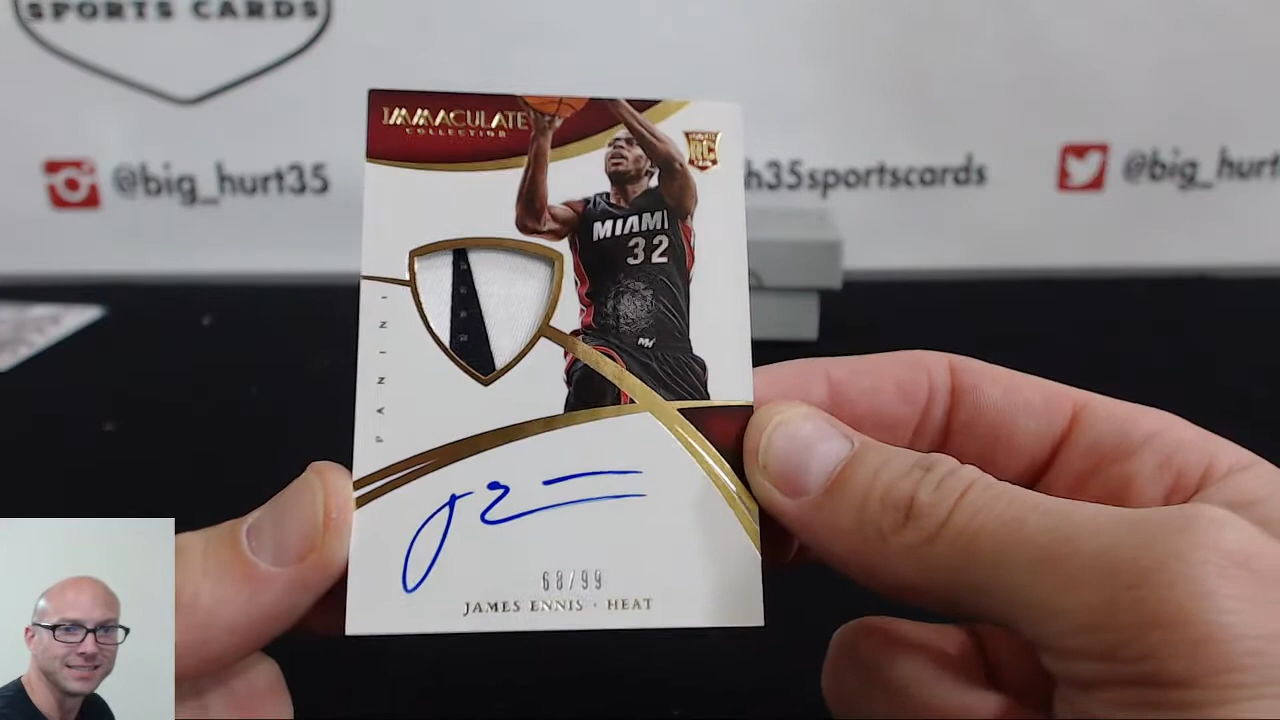 SPORTS CARDS
@big_hurt35
h35sportscards
@big_hurt
IMMACULATE
COLLECTION
RC
MIAMI
32
PANINI
68/99
JAMES ENNIS · HEAT